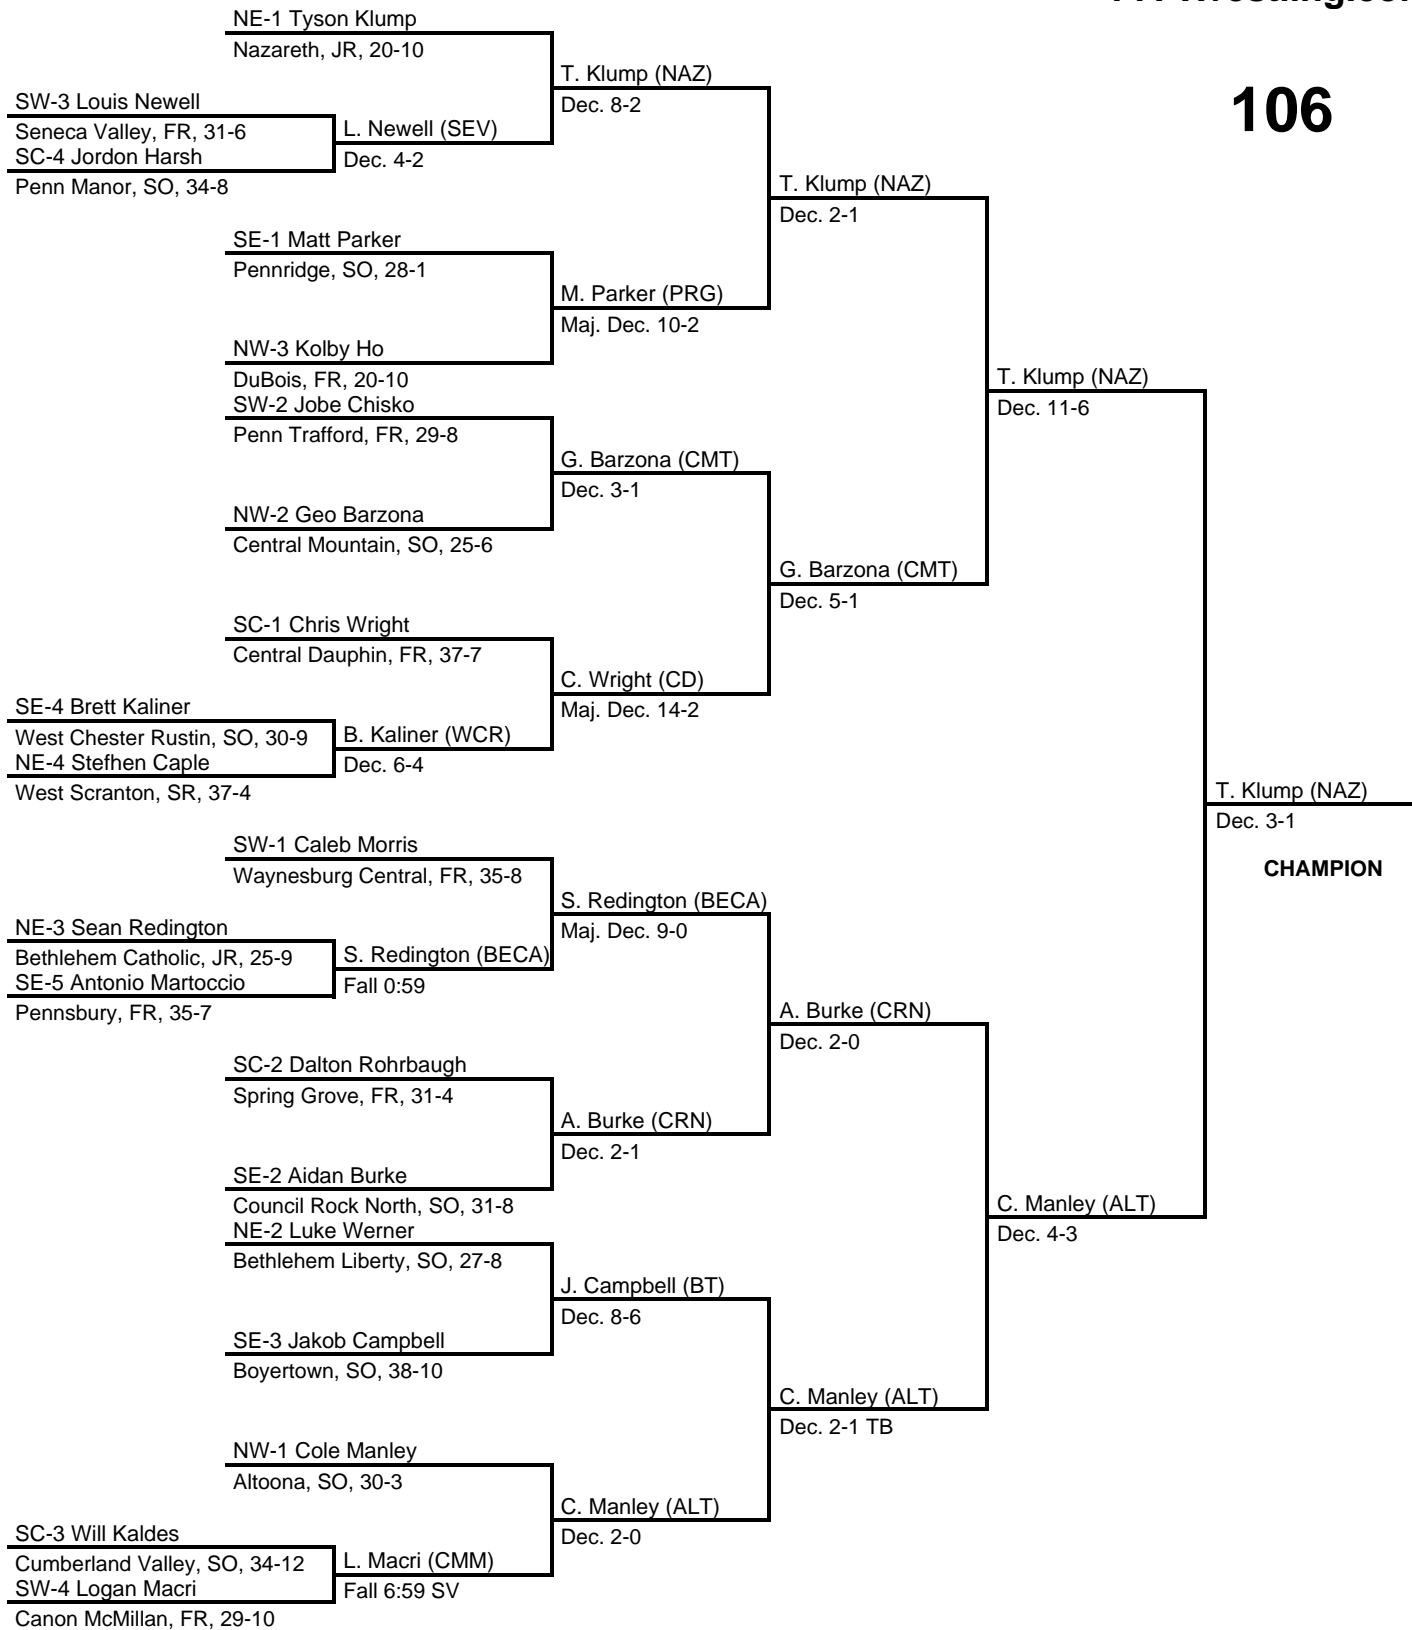 NE-1 Tyson Klump
Nazareth, JR, 20-10
T. Klump (NAZ)
Dec. 8-2
106
SW-3 Louis Newell
Seneca Valley, FR, 31-6
L. Newell (SEV)
SC-4 Jordon Harsh
Dec. 4-2
Penn Manor, SO, 34-8
T. Klump (NAZ)
Dec. 2-1
SE-1 Matt Parker
Pennridge, SO, 28-1
M. Parker (PRG)
Maj. Dec. 10-2
NW-3 Kolby Ho
DuBois, FR, 20-10
T. Klump (NAZ)
Dec. 11-6
SW-2 Jobe Chisko
Penn Trafford, FR, 29-8
G. Barzona (CMT)
Dec. 3-1
NW-2 Geo Barzona
Central Mountain, SO, 25-6
G. Barzona (CMT)
Dec. 5-1
SC-1 Chris Wright
Central Dauphin, FR, 37-7
C. Wright (CD)
Maj. Dec. 14-2
SE-4 Brett Kaliner
West Chester Rustin, SO, 30-9
B. Kaliner (WCR)
NE-4 Stefhen Caple
Dec. 6-4
West Scranton, SR, 37-4
T. Klump (NAZ)
Dec. 3-1
CHAMPION
SW-1 Caleb Morris
Waynesburg Central, FR, 35-8
S. Redington (BECA)
Maj. Dec. 9-0
NE-3 Sean Redington
Bethlehem Catholic, JR, 25-9
S. Redington (BECA)
SE-5 Antonio Martoccio
Fall 0:59
Pennsbury, FR, 35-7
A. Burke (CRN)
Dec. 2-0
SC-2 Dalton Rohrbaugh
Spring Grove, FR, 31-4
A. Burke (CRN)
Dec. 2-1
SE-2 Aidan Burke
Council Rock North, SO, 31-8
C. Manley (ALT)
Dec. 4-3
NE-2 Luke Werner
Bethlehem Liberty, SO, 27-8
J. Campbell (BT)
Dec. 8-6
SE-3 Jakob Campbell
Boyertown, SO, 38-10
C. Manley (ALT)
Dec. 2-1 TB
NW-1 Cole Manley
Altoona, SO, 30-3
C. Manley (ALT)
Dec. 2-0
SC-3 Will Kaldes
Cumberland Valley, SO, 34-12
L. Macri (CMM)
SW-4 Logan Macri
Fall 6:59 SV
Canon McMillan, FR, 29-10